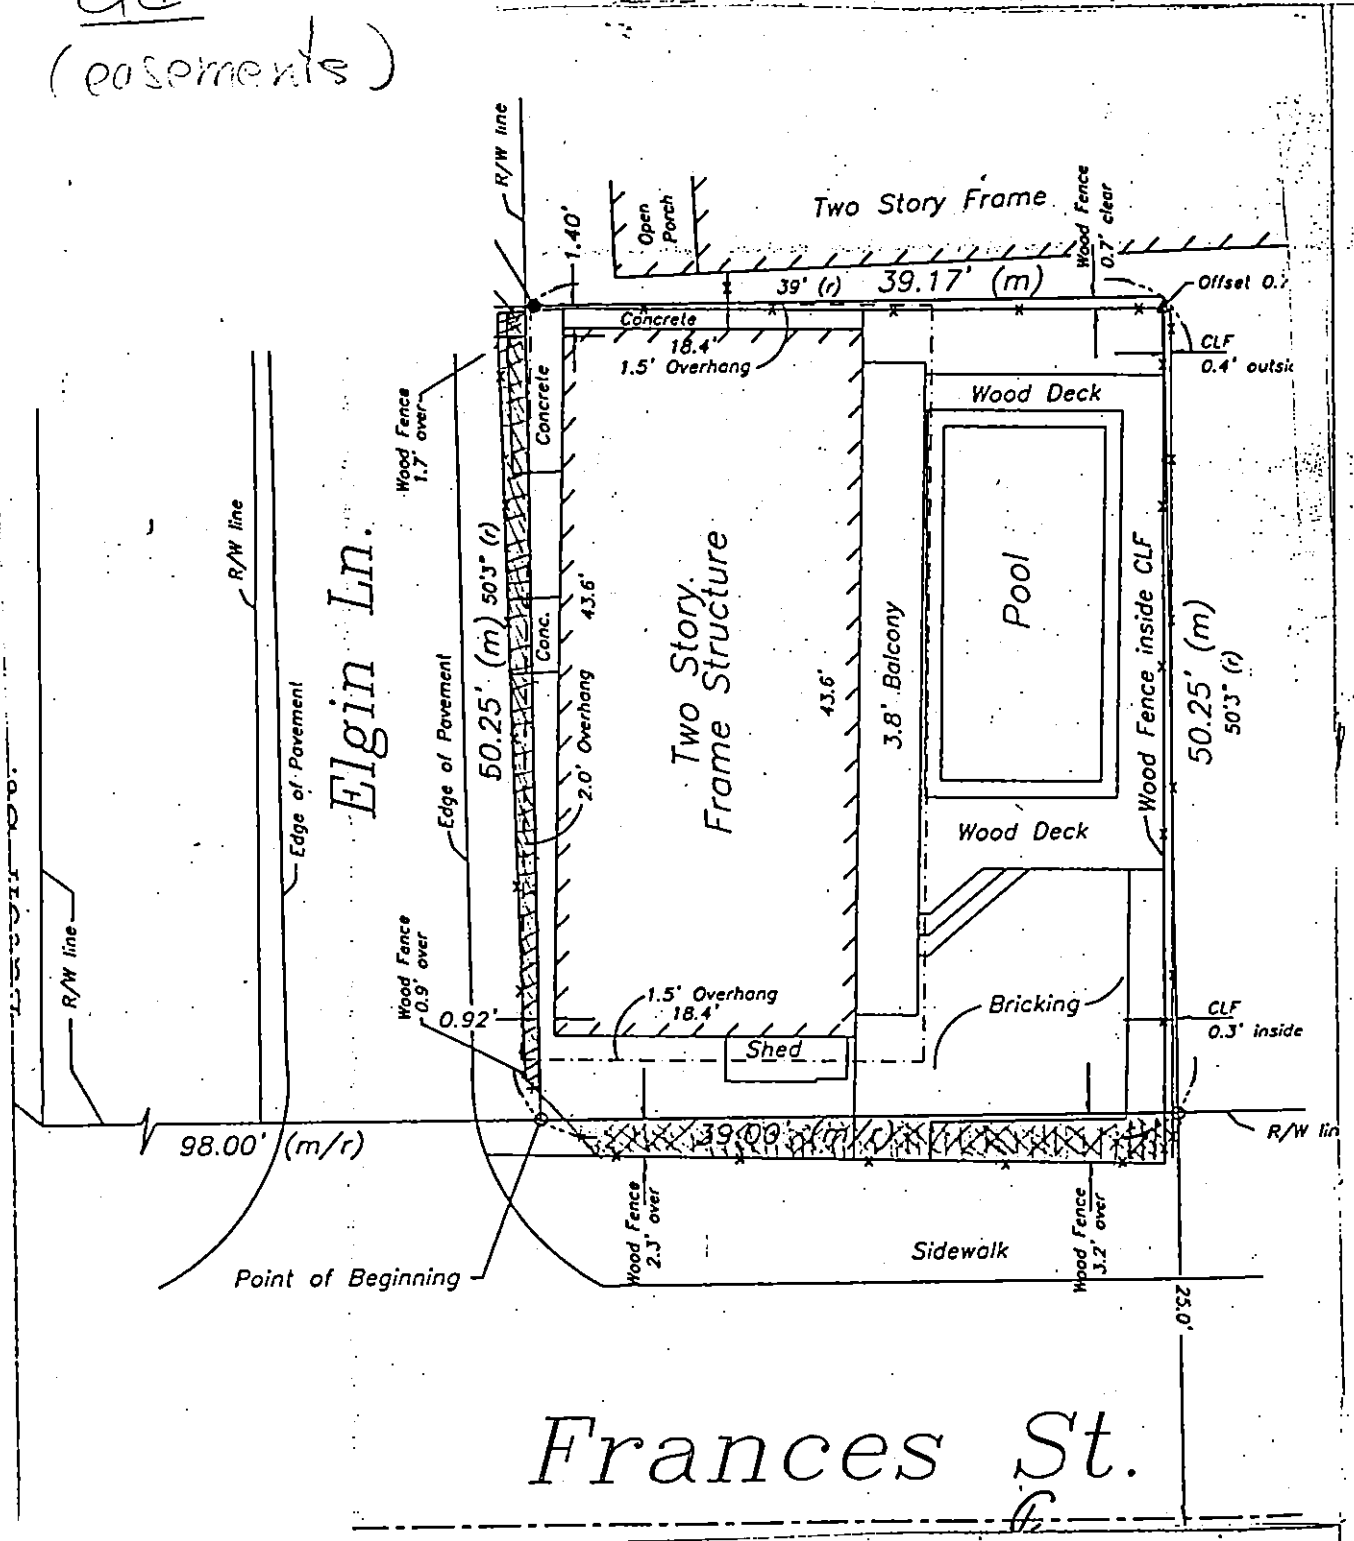 (easements)
R/W line
1.40'
Open
Porch
Two Story Frame
Wood Fence
0.7' clear
39' (r)
39.17' (m)
Offset 0.
Concrete
18.4'
1.5' Overhang
CLF
0.4' outsi
Wood Fence
1.7' over
Concrete
Wood Deck
R/W line
Elgin Ln.
50.25' (m)
50'3" (r)
43.6'
Conc.
Two Story
Frame Structure
Pool
3.8' Balcony
43.6'
Wood Fence inside CLF
50.25' (m)
50'3" (r)
Edge of Pavement
Edge of Pavement
2.0' Overhang
Wood Deck
R/W line
Wood Fence
0.9' over
0.92'
1.5' Overhang
18.4'
Shed
Bricking
CLF
0.3' inside
98.00' (m/r)
39.00' (m/r)
R/W lin
Wood Fence
2.3' over
Wood Fence
3.2' over
Sidewalk
Point of Beginning
25.0'
Frances St.